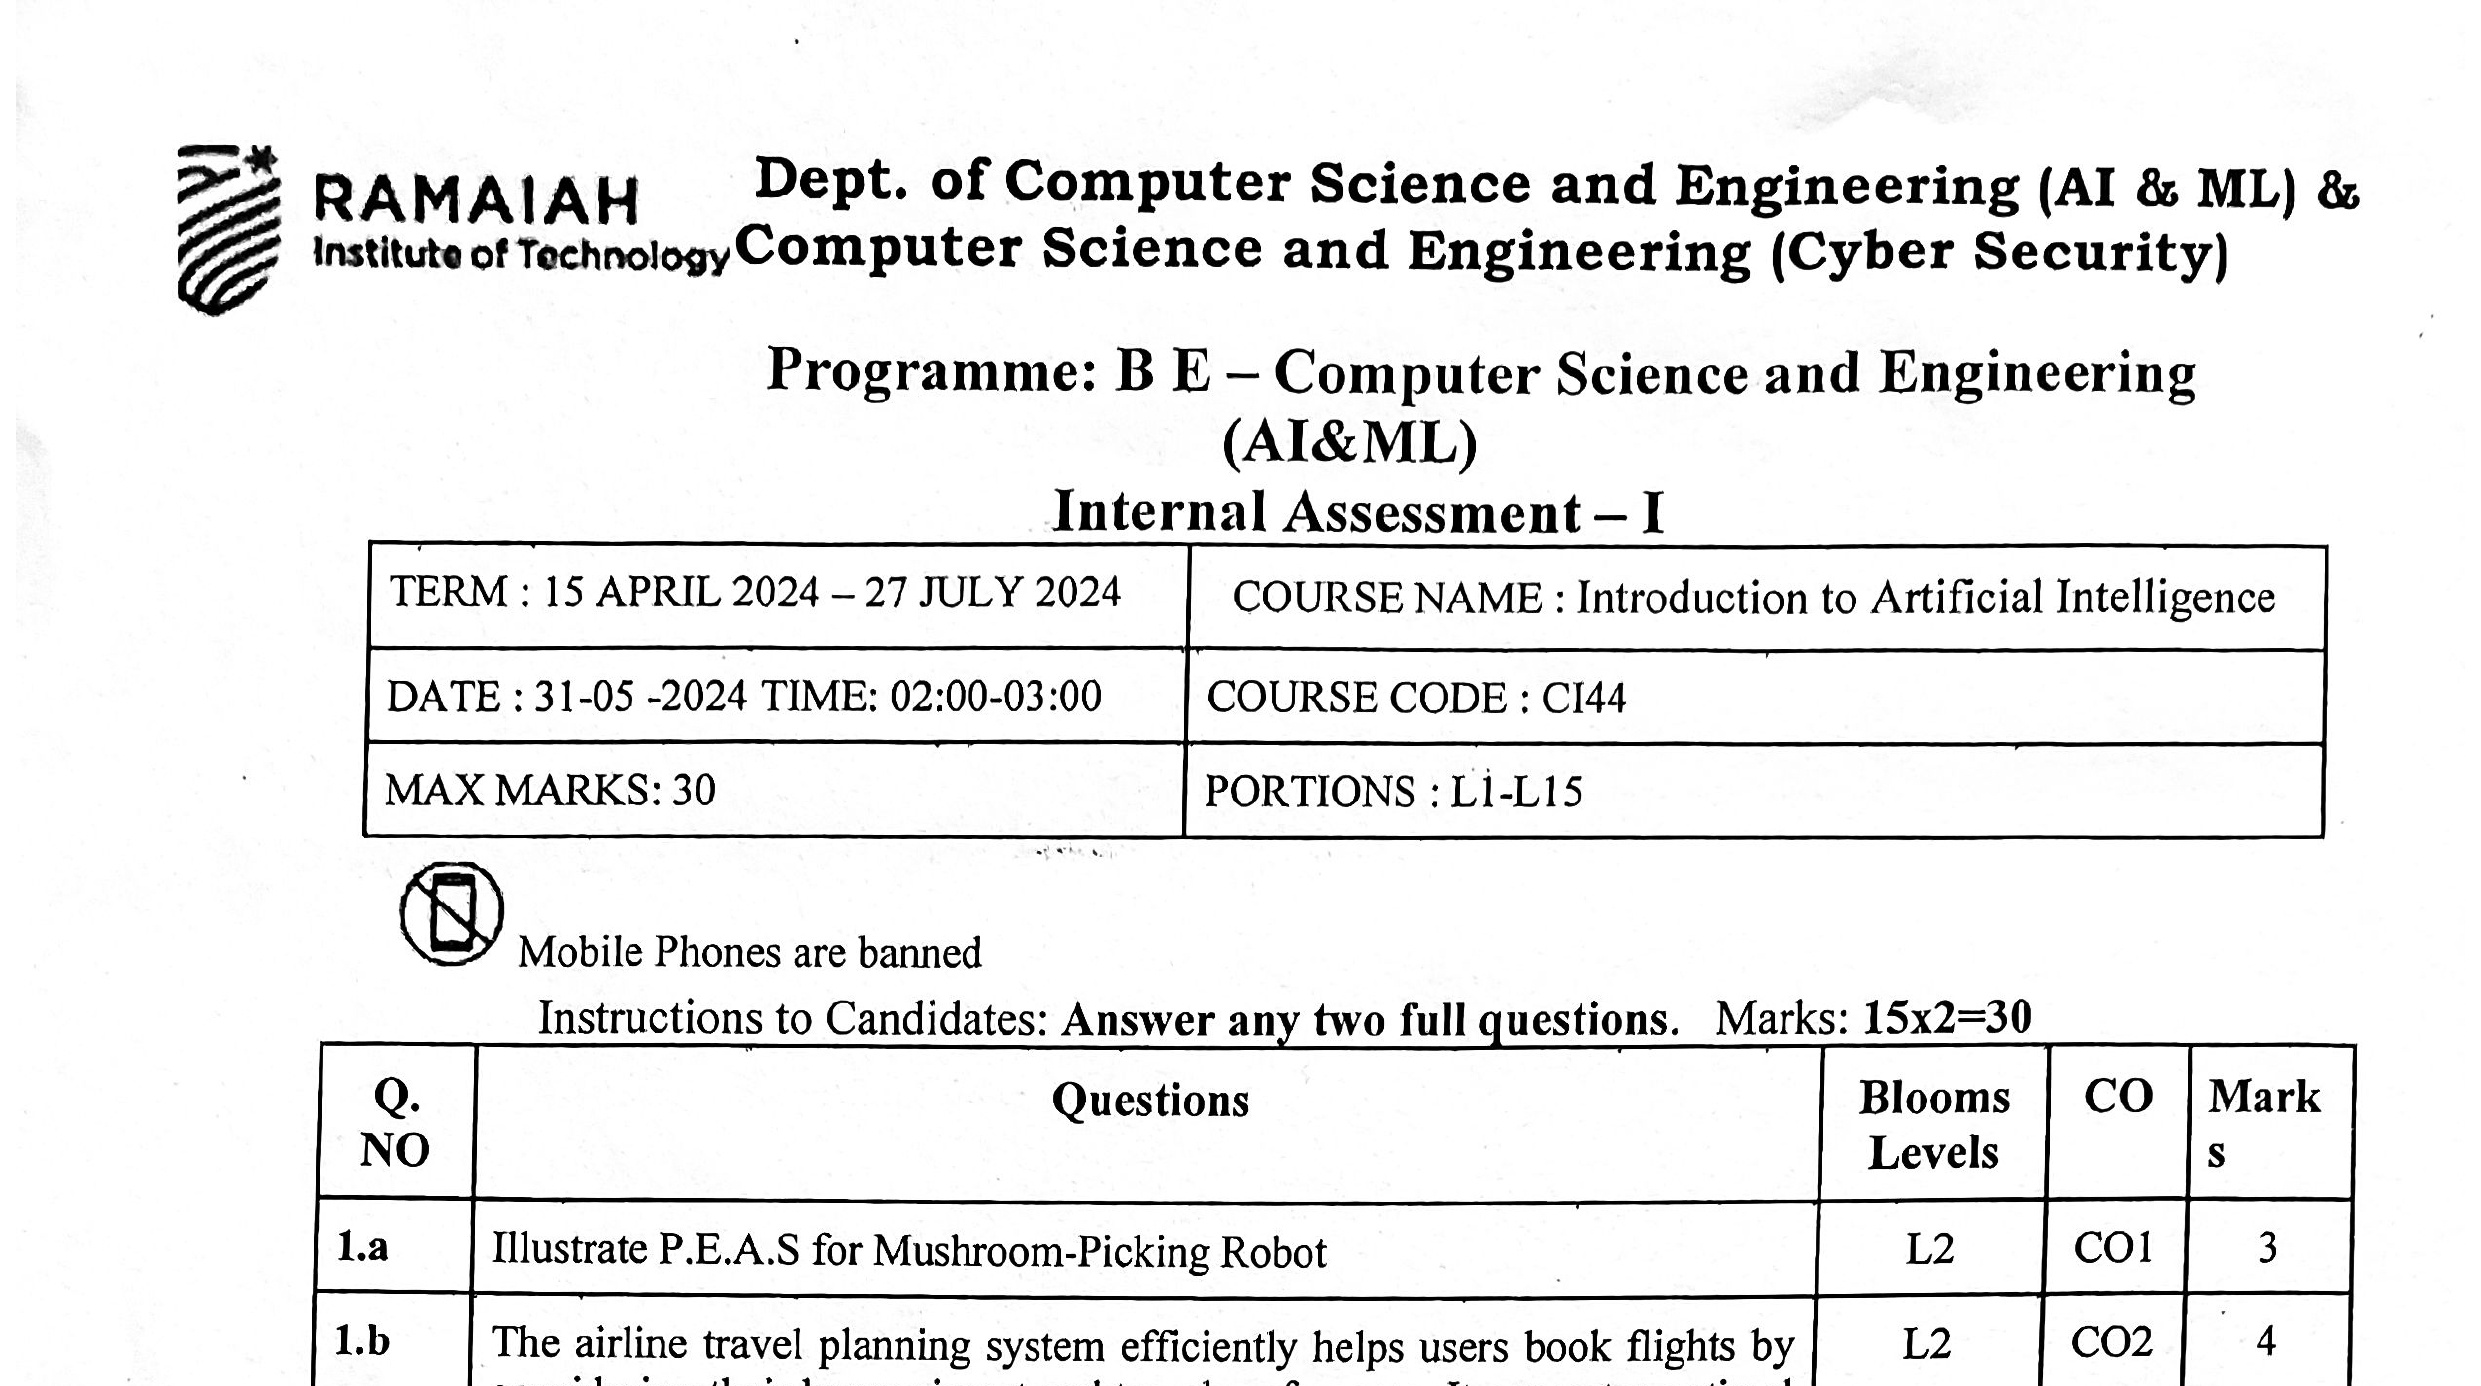 RAMAIAH
Institute of Technology
Dept. of Computer Science and Engineering (AI & ML) &
Computer Science and Engineering (Cyber Security)
Programme: B E – Computer Science and Engineering
(AI&ML)
Internal Assessment – I
TERM : 15 APRIL 2024 – 27 JULY 2024
COURSE NAME : Introduction to Artificial Intelligence
DATE : 31-05 -2024 TIME: 02:00-03:00
COURSE CODE : CI44
MAX MARKS: 30
PORTIONS : L1-L15
Mobile Phones are banned
Instructions to Candidates: Answer any two full questions. Marks: 15x2=30
Q.
NO
Questions
Blooms
Levels
CO
Mark
s
1.a
Illustrate P.E.A.S for Mushroom-Picking Robot
L2
CO1
3
1.b
The airline travel planning system efficiently helps users book flights by
L2
CO2
4